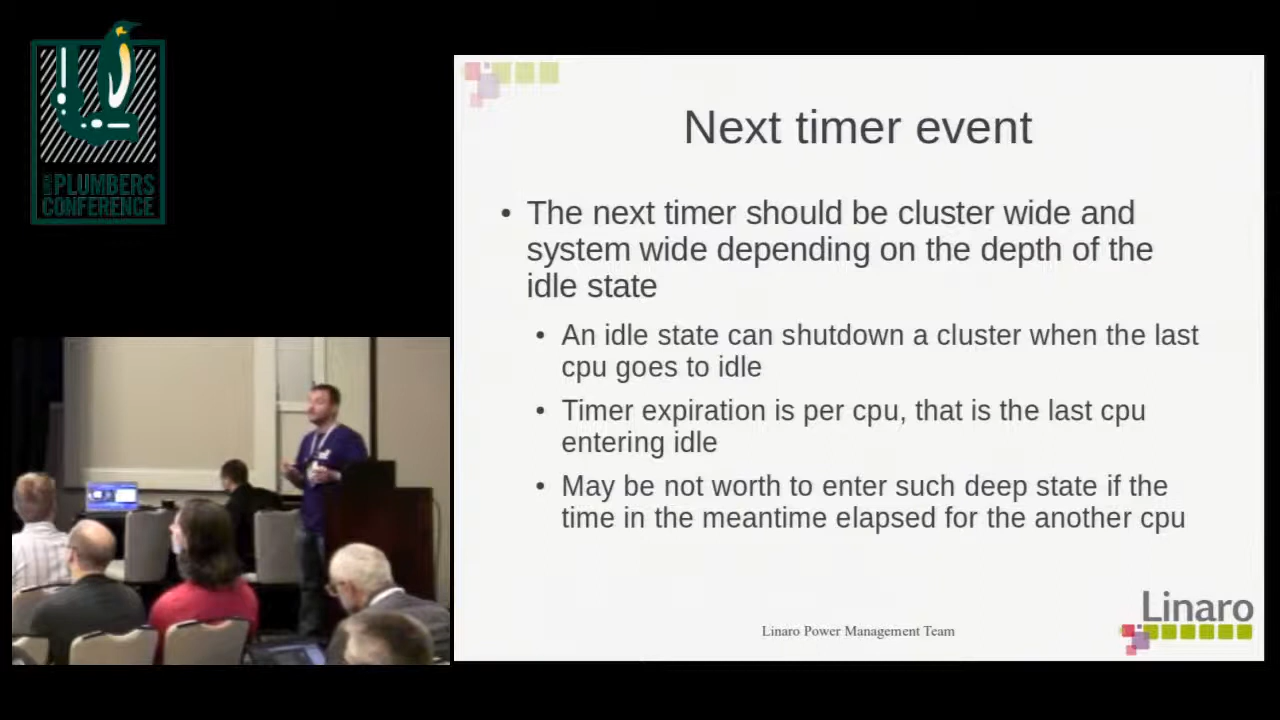 LINUX
PLUMBERS
CONFERENCE
Next timer event
• The next timer should be cluster wide and
system wide depending on the depth of the
idle state
• An idle state can shutdown a cluster when the last
cpu goes to idle
• Timer expiration is per cpu, that is the last cpu
entering idle
• May be not worth to enter such deep state if the
time in the meantime elapsed for the another cpu
Linaro Power Management Team
Linaro